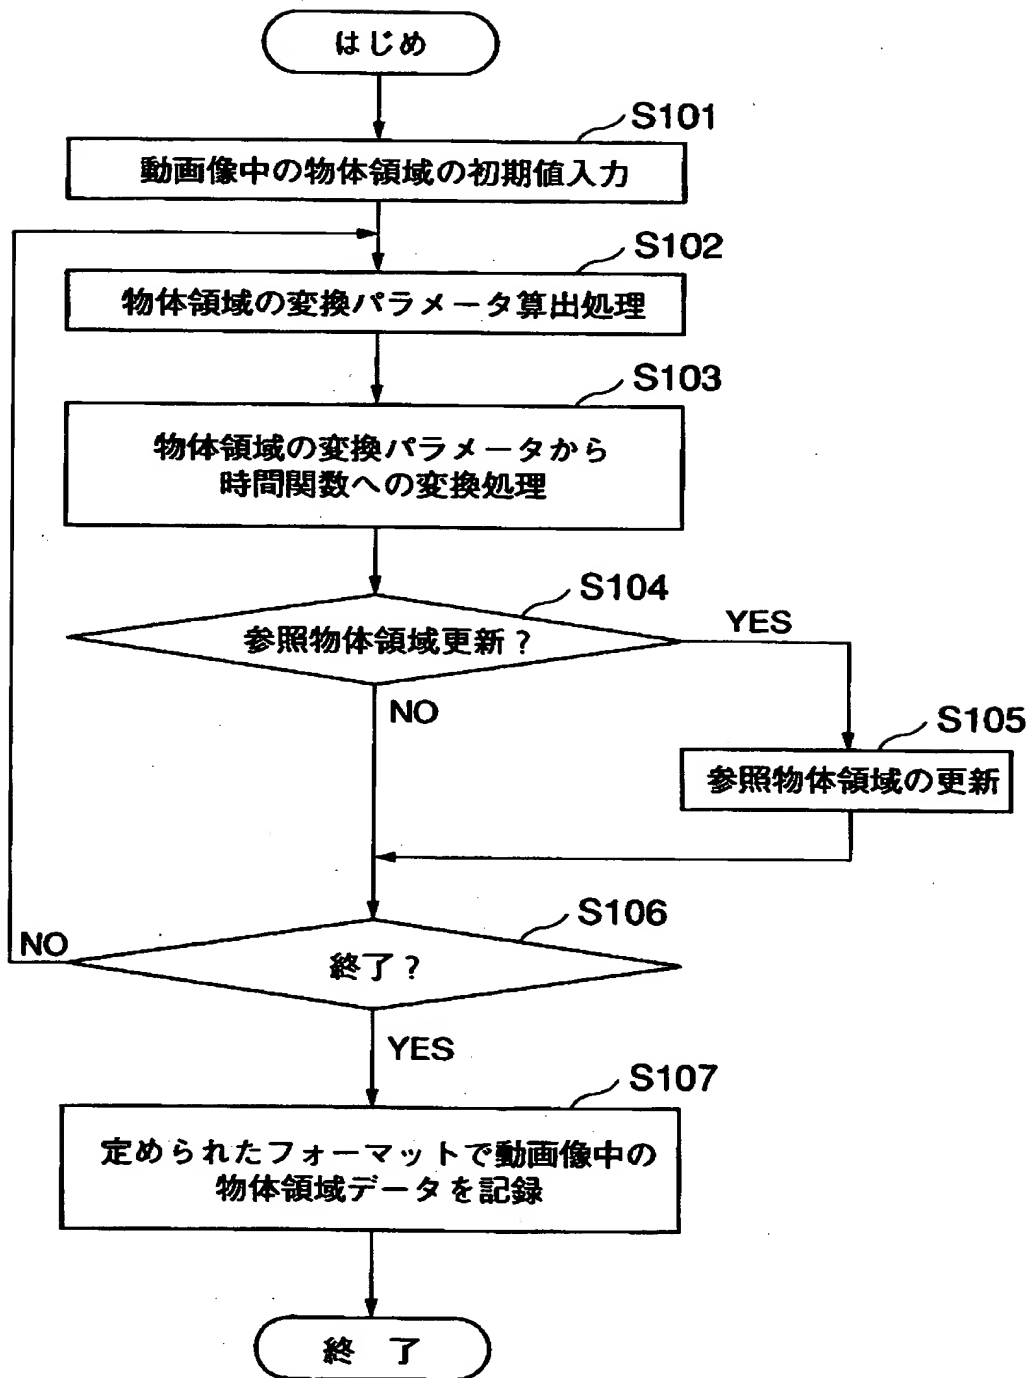 はじめ
S101
動画像中の物体領域の初期値入力
S102
物体領域の変換パラメータ算出処理
S103
物体領域の変換パラメータから
時間関数への変換処理
S104
参照物体領域更新？
YES
NO
S105
参照物体領域の更新
S106
終了？
NO
YES
S107
定められたフォーマットで動画像中の
物体領域データを記録
終 了